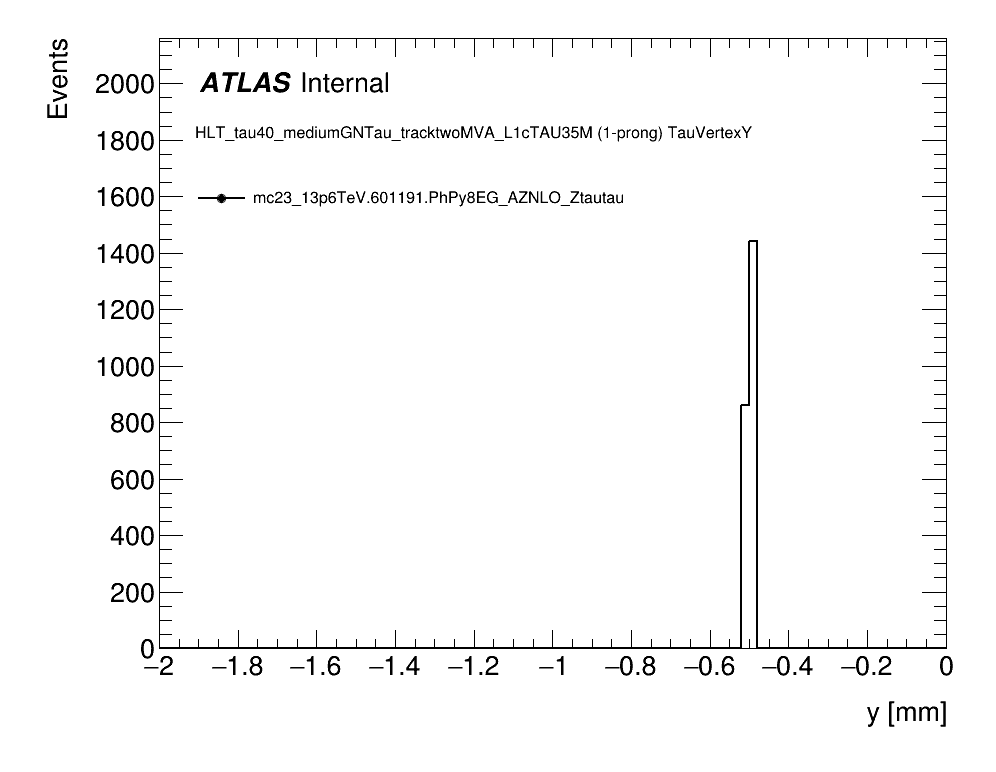 Events
2000
1800
1600
1400
1200
1000
800
600
400
200
0
ATLAS Internal
HLT_tau40_mediumGNTau_tracktwoMVA_L1cTAU35M (1-prong) TauVertexY
mc23_13p6TeV.601191.PhPy8EG_AZNLO_Ztautau
−2 −1.8 −1.6 −1.4 −1.2 −1 −0.8 −0.6 −0.4 −0.2 0
y [mm]